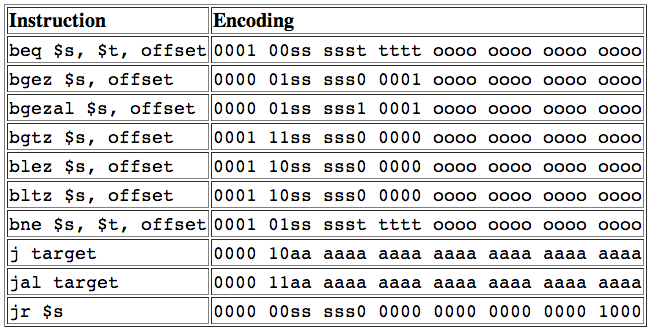 Instruction Encoding
beq $s, $t, offset 0001 00ss ssst tttt oooo oooo oooo oooo
bgez $s, offset 0000 01ss sss0 0001 oooo oooo oooo oooo
bgezal $s, offset 0000 01ss sss1 0001 oooo oooo oooo oooo
bgtz $s, offset 0001 11ss sss0 0000 oooo oooo oooo oooo
blez $s, offset 0001 10ss sss0 0000 oooo oooo oooo oooo
bltz $s, offset 0001 10ss sss0 0000 oooo oooo oooo oooo
bne $s, $t, offset 0001 01ss ssst tttt oooo oooo oooo oooo
j target 0000 10aa aaaa aaaa aaaa aaaa aaaa aaaa
jal target 0000 11aa aaaa aaaa aaaa aaaa aaaa aaaa
jr $s 0000 00ss sss0 0000 0000 0000 0000 1000